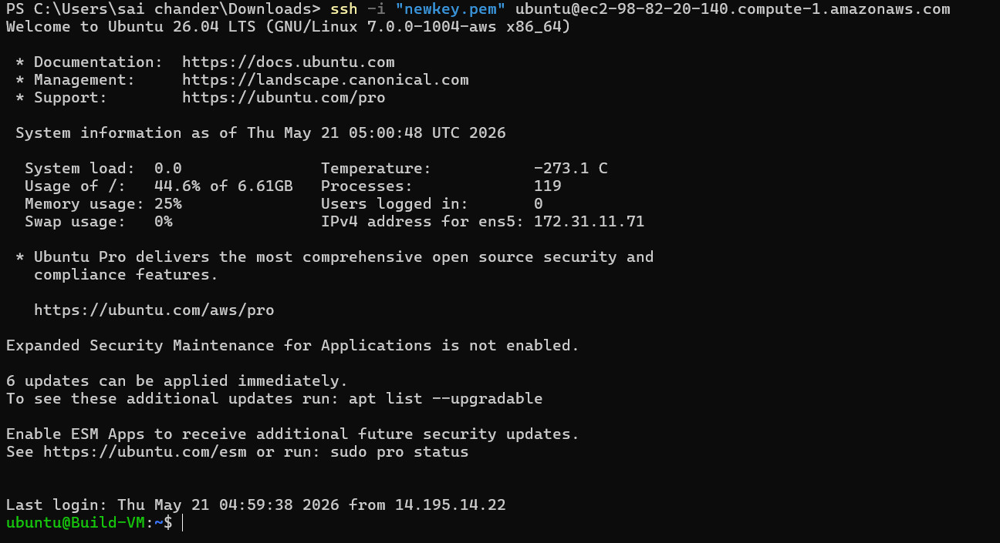 PS C:\Users\sai chander\Downloads> ssh -i "newkey.pem" ubuntu@ec2-98-82-20-140.compute-1.amazonaws.com
Welcome to Ubuntu 26.04 LTS (GNU/Linux 7.0.0-1004-aws x86_64)

 * Documentation:  https://docs.ubuntu.com
 * Management:     https://landscape.canonical.com
 * Support:        https://ubuntu.com/pro

 System information as of Thu May 21 05:00:48 UTC 2026

  System load:  0.0               Temperature:           -273.1 C
  Usage of /:   44.6% of 6.61GB   Processes:             119
  Memory usage: 25%               Users logged in:       0
  Swap usage:   0%                IPv4 address for ens5: 172.31.11.71

 * Ubuntu Pro delivers the most comprehensive open source security and
   compliance features.

   https://ubuntu.com/aws/pro

Expanded Security Maintenance for Applications is not enabled.

6 updates can be applied immediately.
To see these additional updates run: apt list --upgradable

Enable ESM Apps to receive additional future security updates.
See https://ubuntu.com/esm or run: sudo pro status


Last login: Thu May 21 04:59:38 2026 from 14.195.14.22
ubuntu@Build-VM:~$